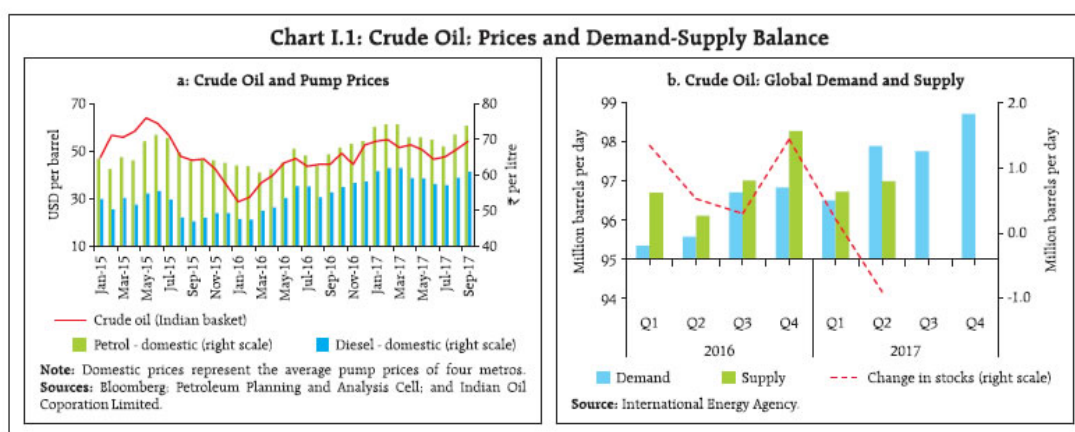 Chart I.1: Crude Oil: Prices and Demand-Supply Balance
a: Crude Oil and Pump Prices
USD per barrel
70
50
30
10
80
70
60
50
40
₹ per litre
Jan-15
Mar-15
May-15
Jul-15
Sep-15
Nov-15
Jan-16
Mar-16
May-16
Jul-16
Sep-16
Nov-16
Jan-17
Mar-17
May-17
Jul-17
Sep-17
Crude oil (Indian basket)
Petrol - domestic (right scale)
Diesel - domestic (right scale)
Note: Domestic prices represent the average pump prices of four metros.
Sources: Bloomberg; Petroleum Planning and Analysis Cell; and Indian Oil
Coporation Limited.
b. Crude Oil: Global Demand and Supply
Million barrels per day
99
98
97
96
95
94
2.0
1.0
0.0
-1.0
Million barrels per day
Q1
Q2
Q3
Q4
Q1
Q2
Q3
Q4
2016
2017
Demand
Supply
Change in stocks (right scale)
Source: International Energy Agency.